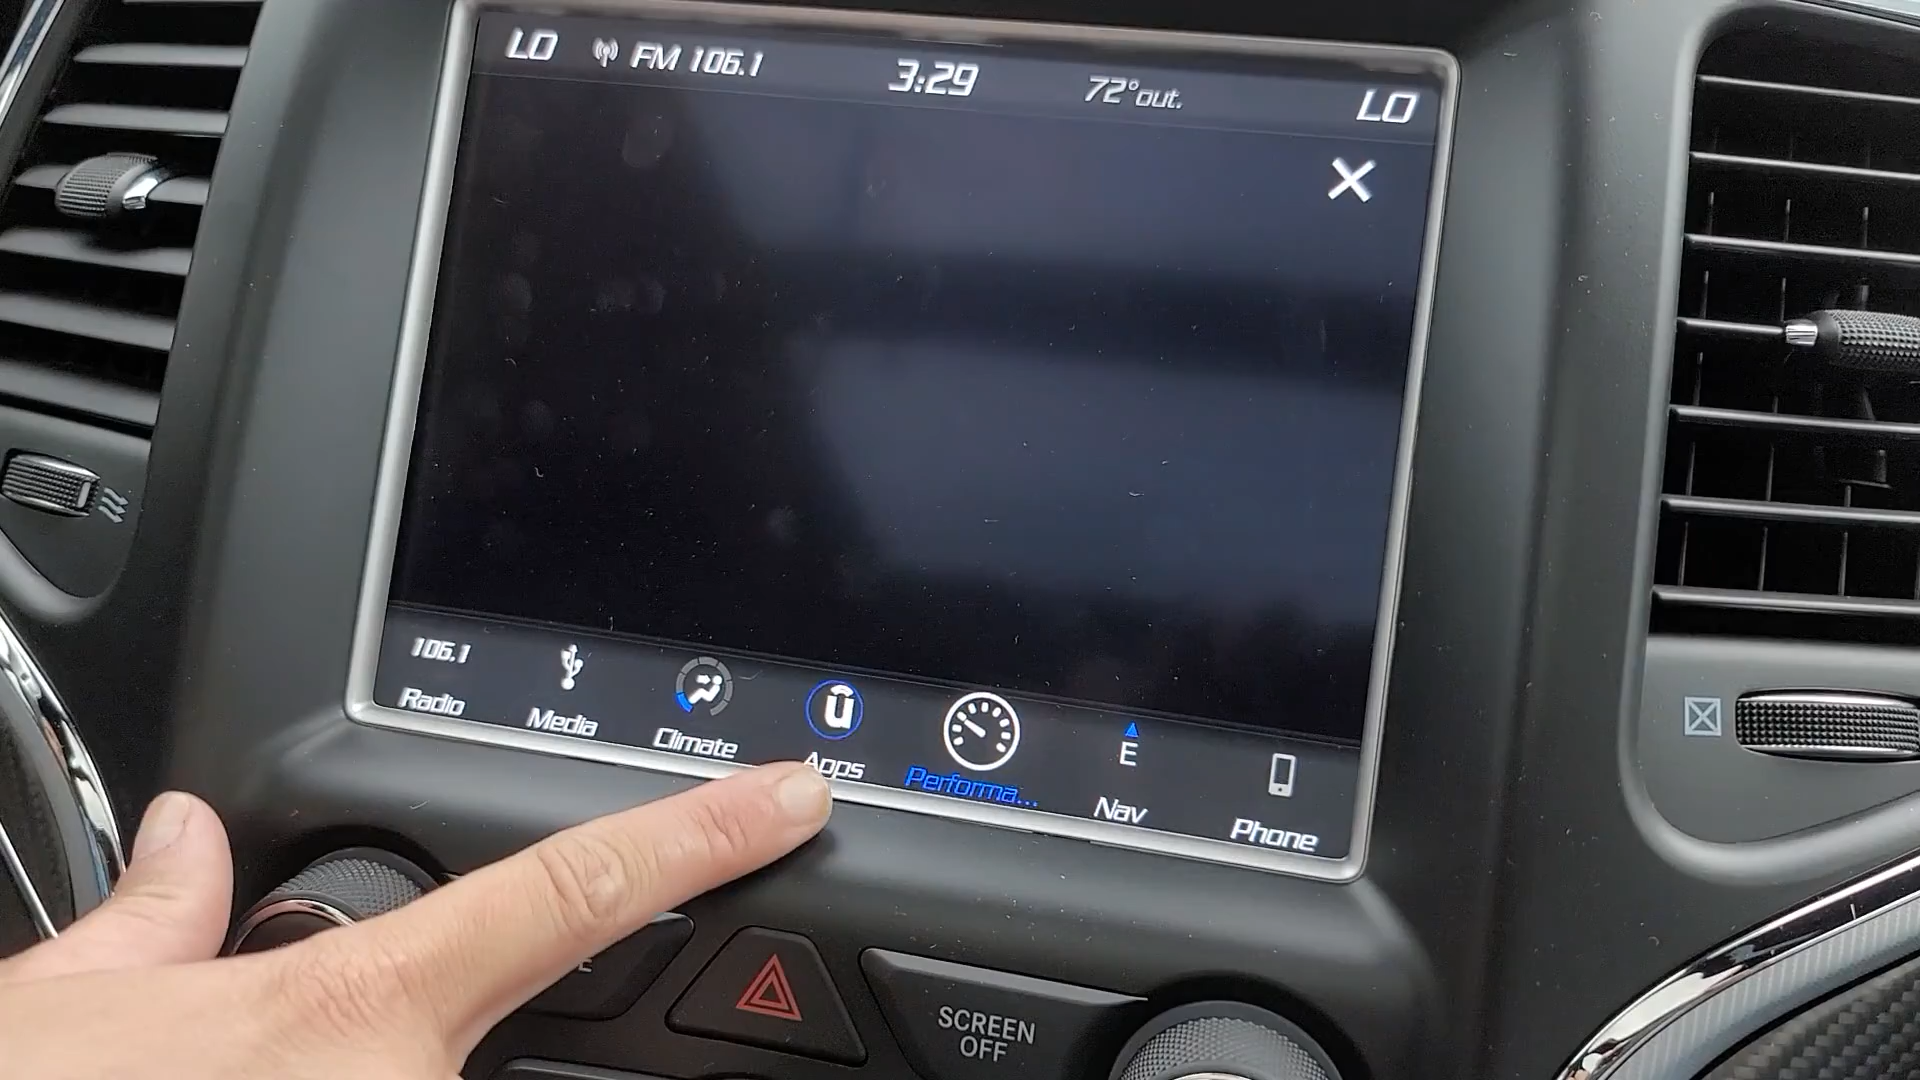 LO FM 106.1 3:29 72°out. LO
106.1
Radio Media Climate Apps Performa... Nav Phone
E
SCREEN
OFF